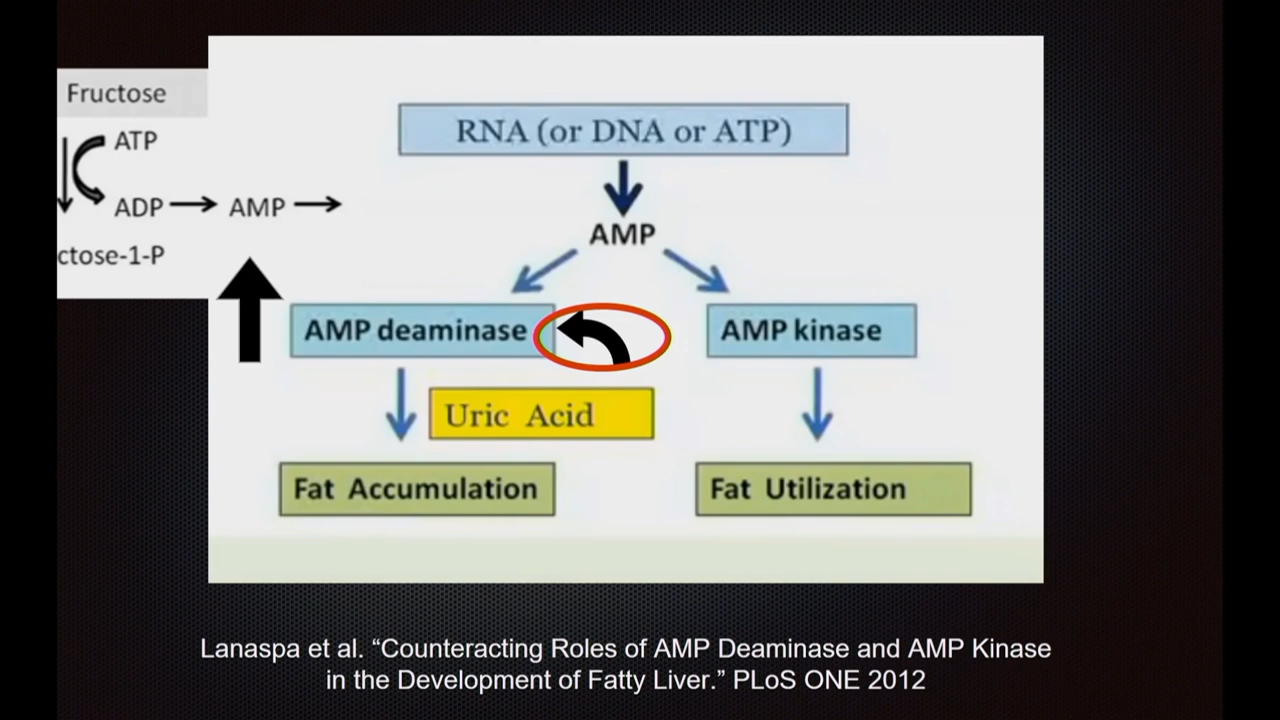 Fructose
ATP
ADP
AMP
ctose-1-P
RNA (or DNA or ATP)
AMP
AMP deaminase
AMP kinase
Uric Acid
Fat Accumulation
Fat Utilization
Lanaspa et al. “Counteracting Roles of AMP Deaminase and AMP Kinase
in the Development of Fatty Liver.” PLoS ONE 2012